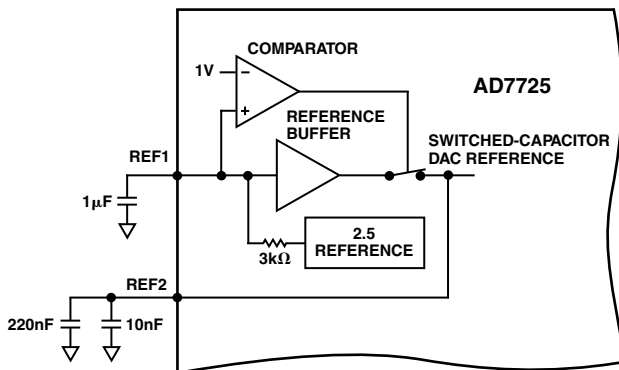 COMPARATOR
1V
−
+
AD7725
REFERENCE
BUFFER
SWITCHED-CAPACITOR
DAC REFERENCE
REF1
1μF
2.5
REFERENCE
3kΩ
REF2
220nF
10nF